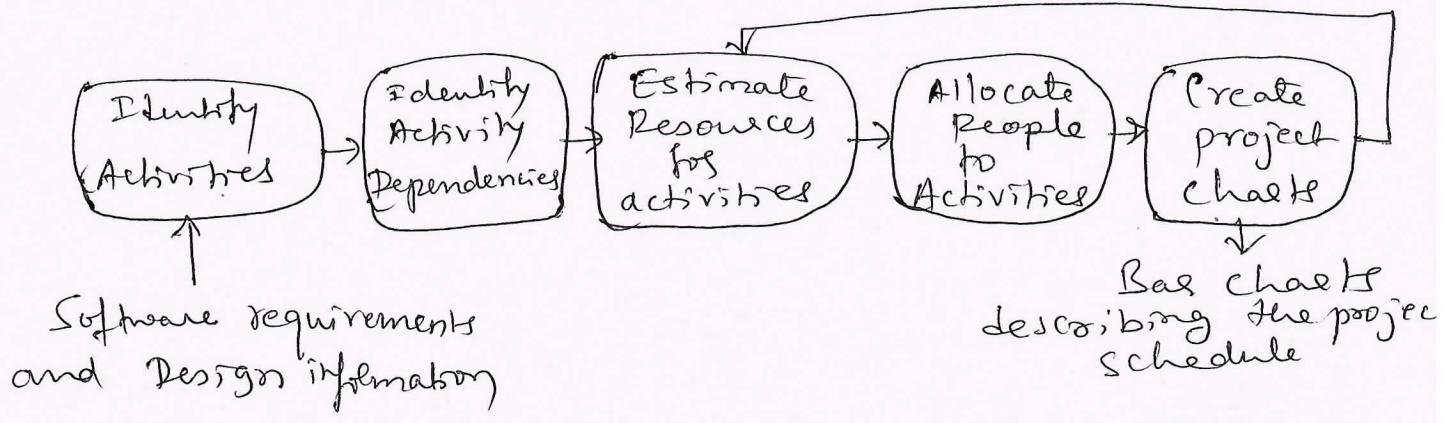 Identify
Activities
Identify
Activity
Dependencies
Estimate
Resources
for
activities
Allocate
People
to
Activities
Create
project
charts
Software requirements
and Design information
Bar charts
describing the projec
schedule